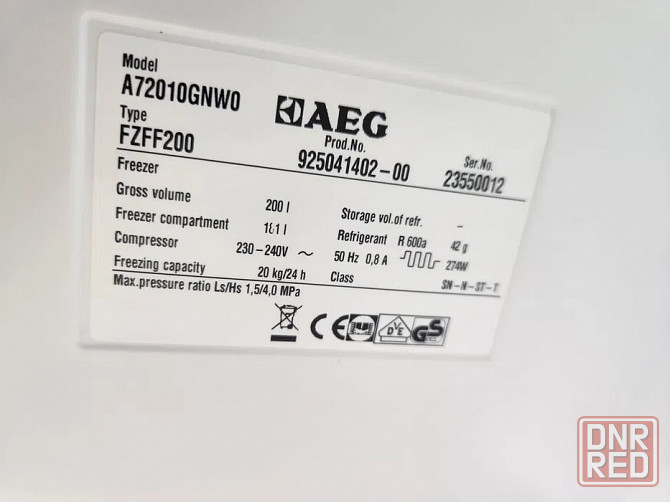 Model
A72010GNW0
AEG
Type
FZFF200
Prod.No.
925041402-00
Ser.No.
23550012
Freezer
Gross volume 200 l
Storage vol.of refr. -
Freezer compartment 181 l
Refrigerant R 600a 42 g
Compressor 230-240V ~ 50 Hz 0,8 A 274W
Freezing capacity 20 kg/24 h
Class SN-N-ST-T
Max.pressure ratio Ls/Hs 1,5/4,0 MPa
CE
VDE
GS
DNR
RED